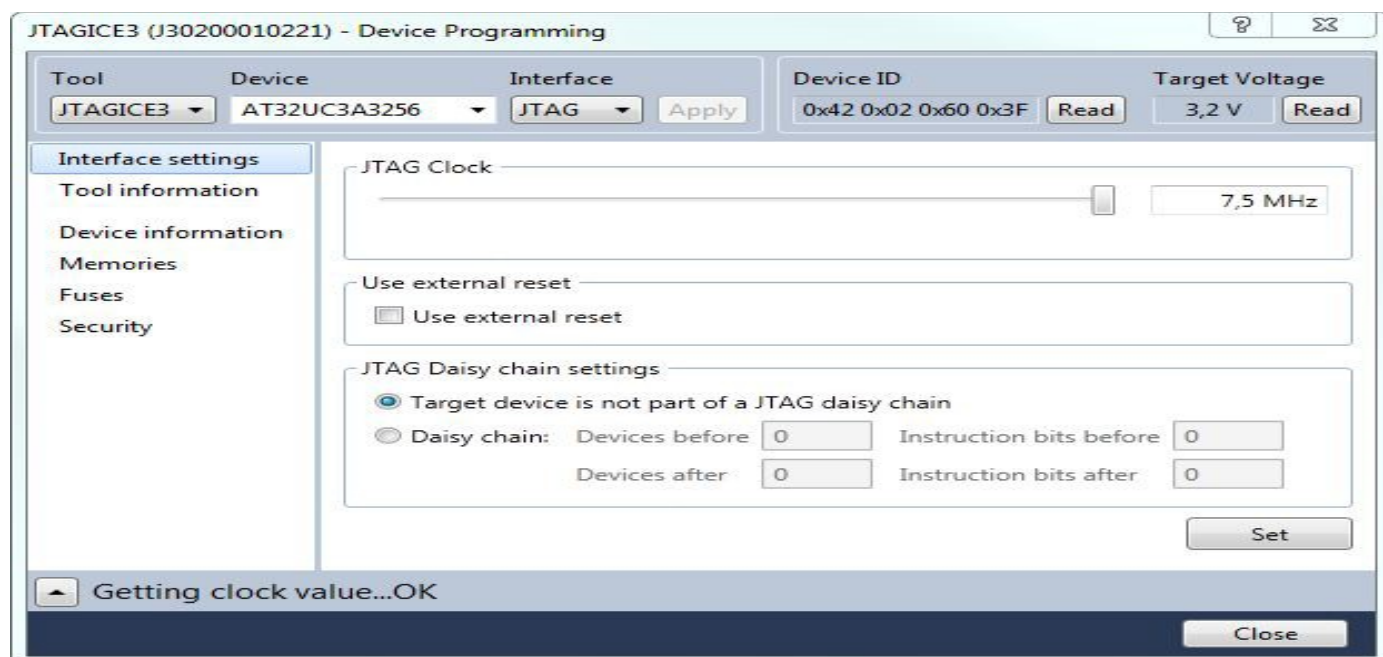 JTAGICE3 (J30200010221) - Device Programming
Tool Device Interface Device ID Target Voltage
JTAGICE3 AT32UC3A3256 JTAG Apply 0x42 0x02 0x60 0x3F Read 3,2 V Read
Interface settings
Tool information
Device information
Memories
Fuses
Security
JTAG Clock
7,5 MHz
Use external reset
Use external reset
JTAG Daisy chain settings
Target device is not part of a JTAG daisy chain
Daisy chain: Devices before 0 Instruction bits before 0
Devices after 0 Instruction bits after 0
Set
Getting clock value...OK
Close